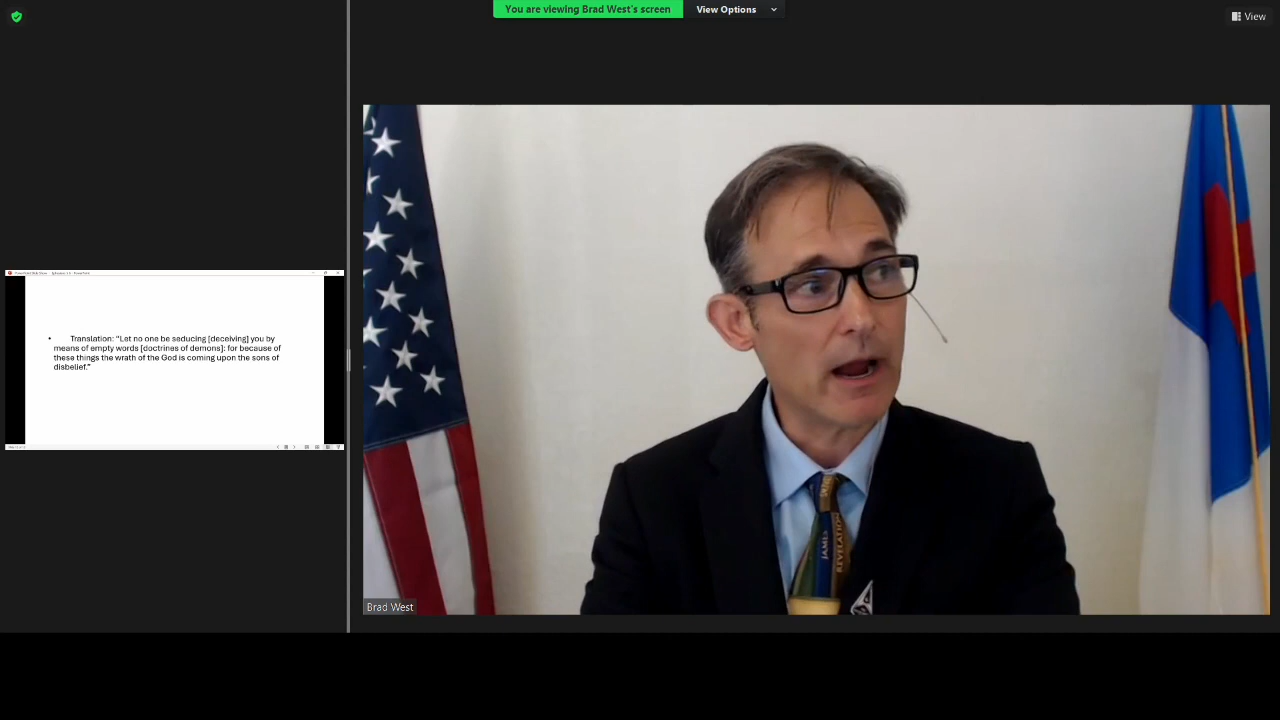 You are viewing Brad West's screen
View Options
View
Translation: "Let no one be seducing [deceiving] you by
means of empty words [doctrines of demons]: for because of
these things the wrath of the God is coming upon the sons of
disbelief."
JAMES
REVELATION
Brad West